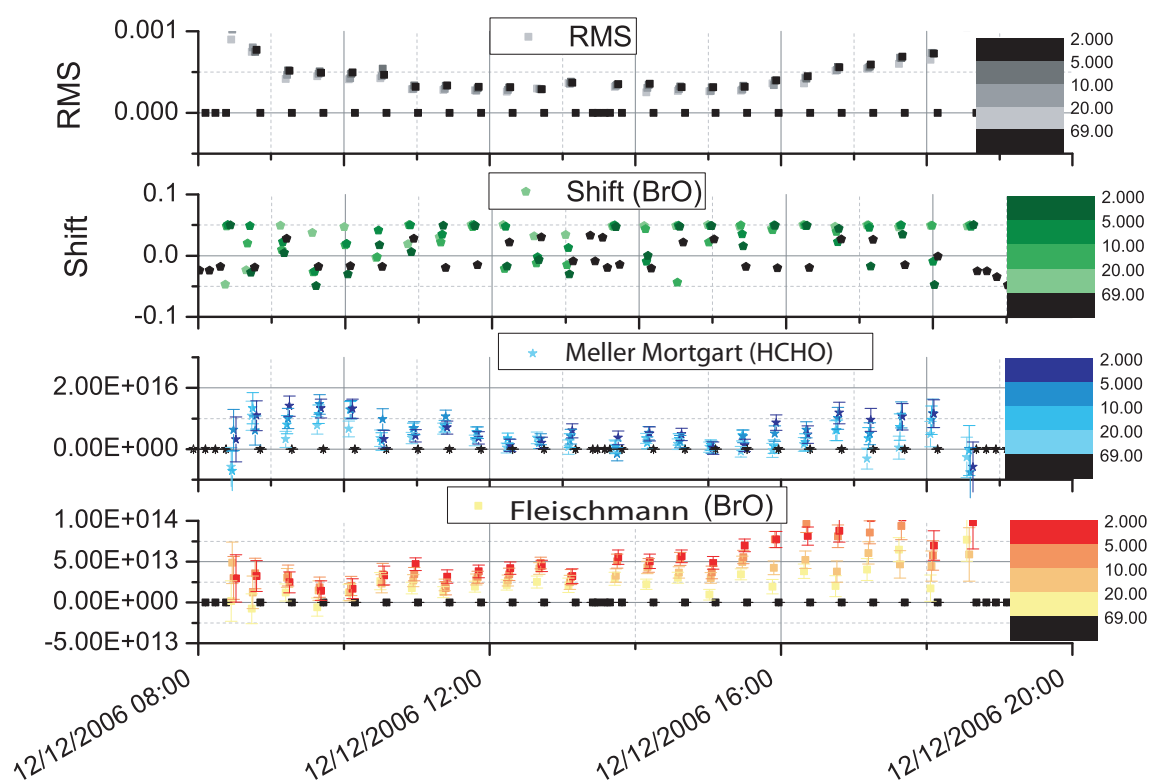 0.001
0.000
RMS
RMS
2.000
5.000
10.00
20.00
69.00
0.1
0.0
-0.1
Shift
Shift (BrO)
2.000
5.000
10.00
20.00
69.00
2.00E+016
0.00E+000
Meller Mortgart (HCHO)
2.000
5.000
10.00
20.00
69.00
1.00E+014
5.00E+013
0.00E+000
-5.00E+013
Fleischmann (BrO)
2.000
5.000
10.00
20.00
69.00
12/12/2006 08:00
12/12/2006 12:00
12/12/2006 16:00
12/12/2006 20:00